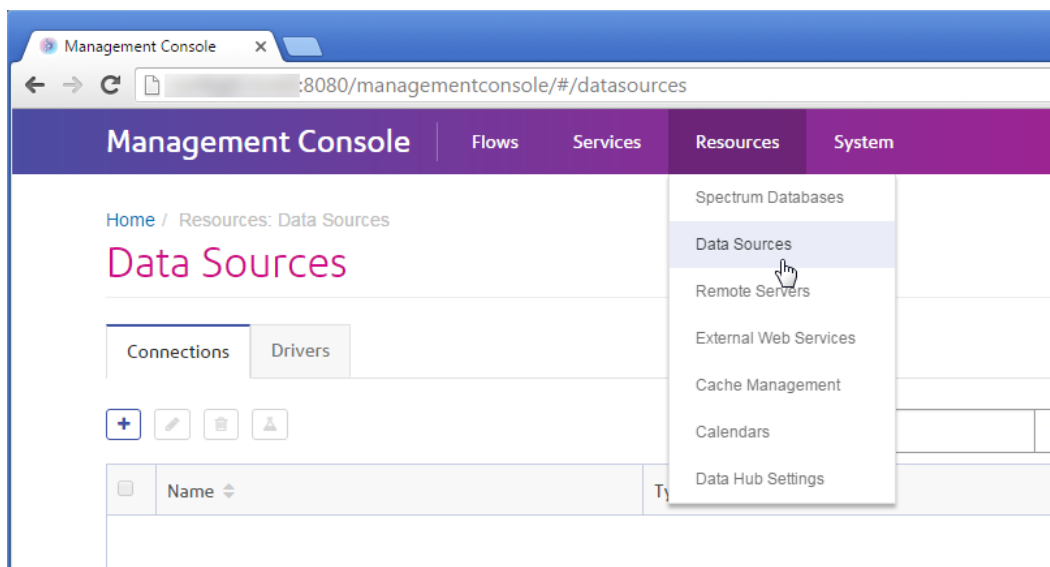 Management Console
:8080/managementconsole/#/datasources
Management Console Flows Services Resources System
Home / Resources: Data Sources
Data Sources
Connections Drivers
Name
Spectrum Databases
Data Sources
Remote Servers
External Web Services
Cache Management
Calendars
Data Hub Settings